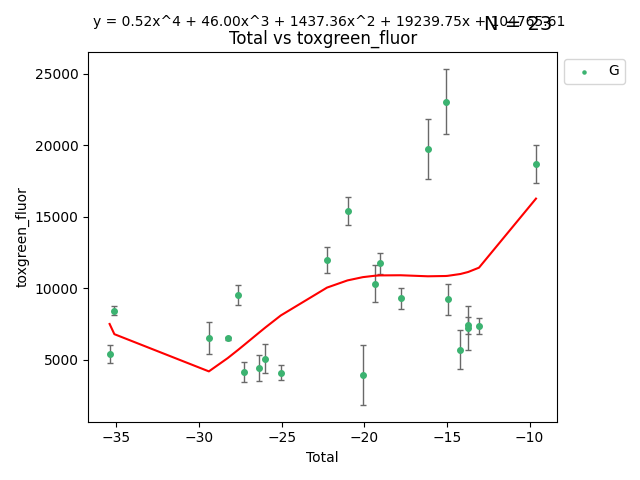 y = 0.52x^4 + 46.00x^3 + 1437.36x^2 + 19239.75x + 104765.61
N = 23
Total vs toxgreen_fluor
G
25000
20000
15000
10000
5000
toxgreen_fluor
−35 −30 −25 −20 −15 −10
Total